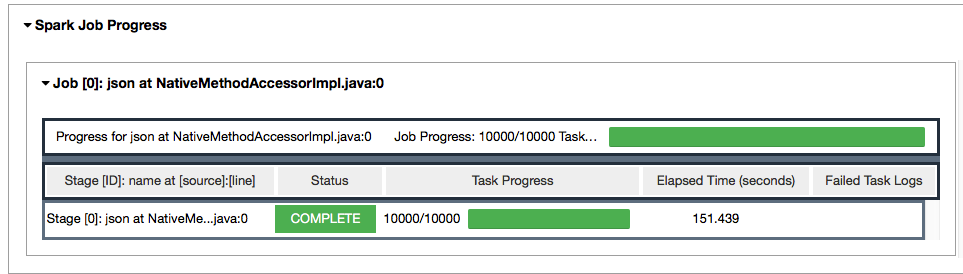 Spark Job Progress
Job [0]: json at NativeMethodAccessorImpl.java:0
Progress for json at NativeMethodAccessorImpl.java:0 Job Progress: 10000/10000 Task...
Stage [ID]: name at [source]:[line] Status Task Progress Elapsed Time (seconds) Failed Task Logs
Stage [0]: json at NativeMe...java:0 COMPLETE 10000/10000 151.439